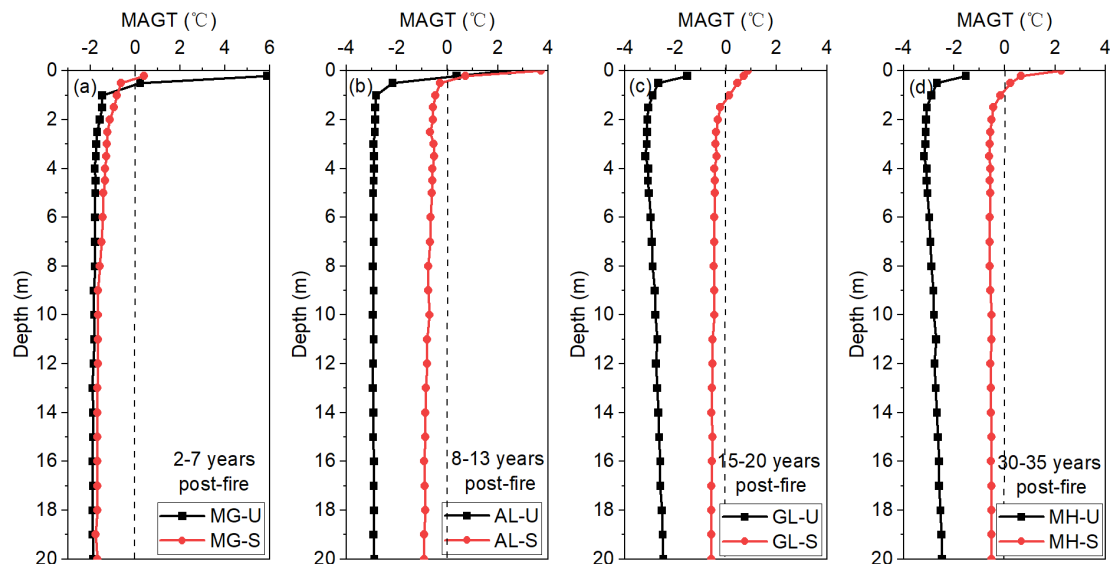 MAGT (℃) MAGT (℃) MAGT (℃) MAGT (℃)
-2 0 2 4 6 -4 -2 0 2 4 -4 -2 0 2 4 -4 -2 0 2 4
0 0 0 0
(a) (b) (c) (d)
2 2 2 2
4 4 4 4
6 6 6 6
8 8 8 8
Depth (m) Depth (m) Depth (m) Depth (m)
10 10 10 10
12 12 12 12
14 14 14 14
16 16 16 16
2-7 years 8-13 years 15-20 years 30-35 years
post-fire post-fire post-fire post-fire
18 18 18 18
MG-U AL-U GL-U MH-U
MG-S AL-S GL-S MH-S
20 20 20 20